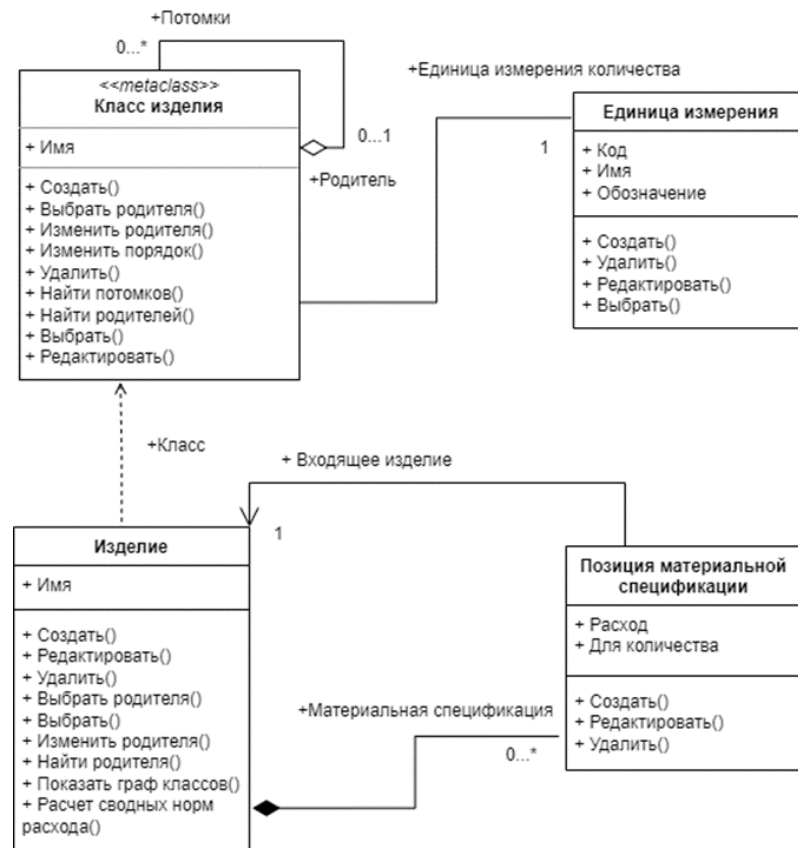 +Потомки
0...*
<<metaclass>>
Класс изделия
+ Имя
+ Создать()
+ Выбрать родителя()
+ Изменить родителя()
+ Изменить порядок()
+ Удалить()
+ Найти потомков()
+ Найти родителей()
+ Выбрать()
+ Редактировать()
0...1
+Родитель
+Единица измерения количества
1
Единица измерения
+ Код
+ Имя
+ Обозначение
+ Создать()
+ Удалить()
+ Редактировать()
+ Выбрать()
+Класс
+ Входящее изделие
1
Изделие
+ Имя
+ Создать()
+ Редактировать()
+ Удалить()
+ Выбрать родителя()
+ Выбрать()
+ Изменить родителя()
+ Найти родителя()
+ Показать граф классов()
+ Расчет сводных норм
расхода()
Позиция материальной
спецификации
+ Расход
+ Для количества
+ Создать()
+ Редактировать()
+ Удалить()
+Материальная спецификация
0...*